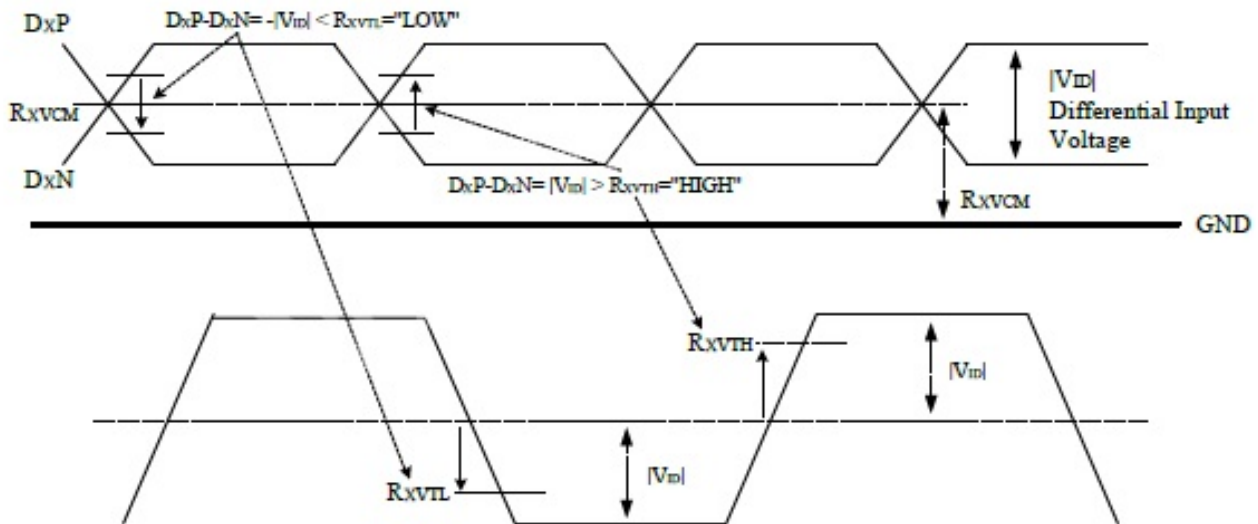 DxP
DxP-DxN= -|VID| < RXVTL="LOW"
RXVCM
|VID|
Differential Input
Voltage
DxN
DxP-DxN= |VID| > RXVTH="HIGH"
RXVCM
GND
RXVTH
|VID|
RXVTL
|VID|